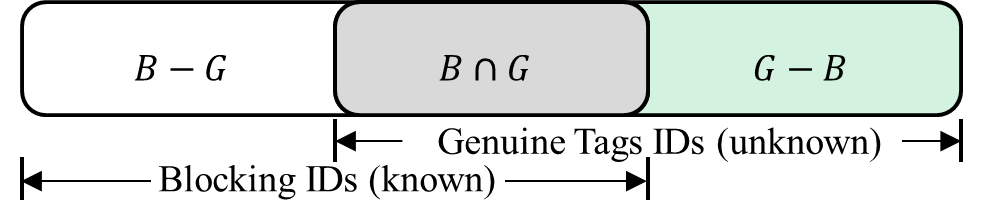 B − G B ∩ G G − B
Genuine Tags IDs (unknown)
Blocking IDs (known)